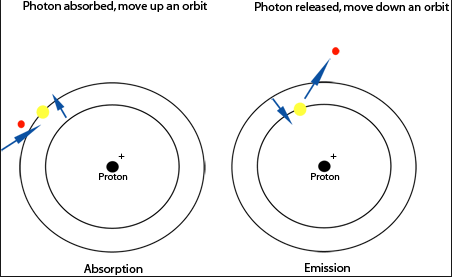 Photon absorbed, move up an orbit
Photon released, move down an orbit
+
Proton
+
Proton
Absorption
Emission